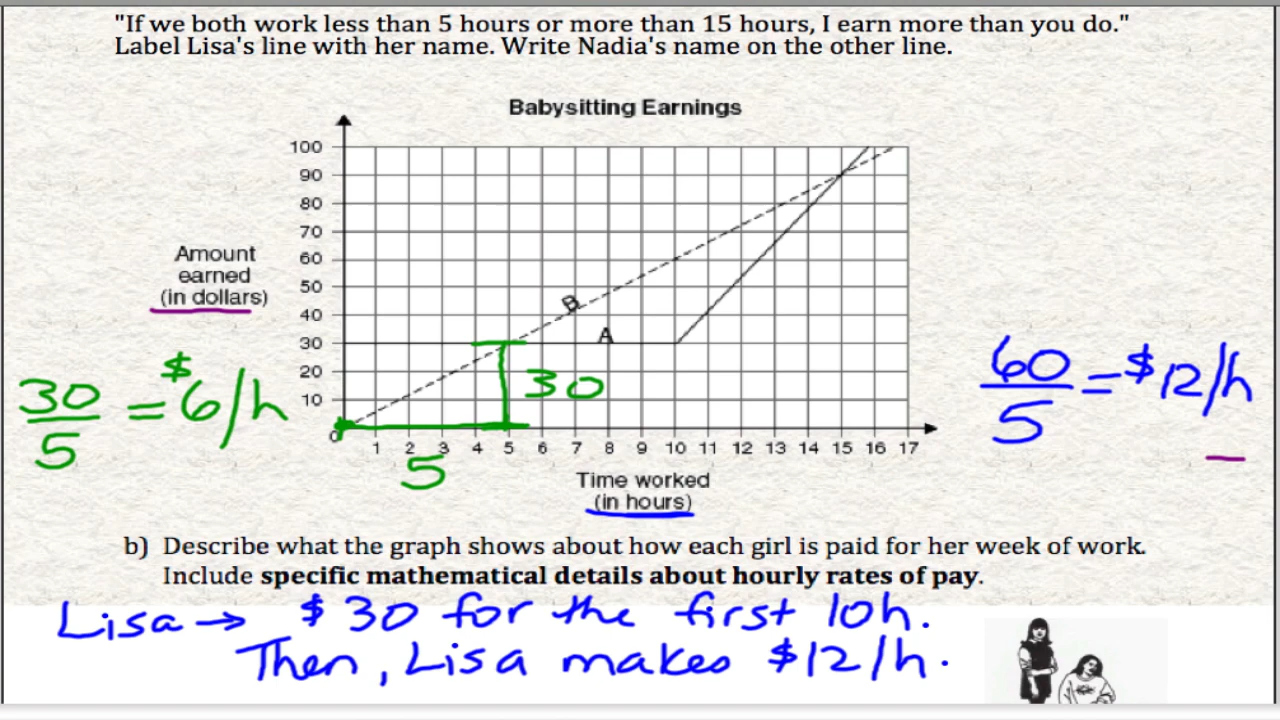 "If we both work less than 5 hours or more than 15 hours, I earn more than you do."
Label Lisa's line with her name. Write Nadia's name on the other line.
Babysitting Earnings
100
90
80
70
60
50
40
30
20
10
0
Amount
earned
(in dollars)
B
A
30
1 2 3 4 5 6 7 8 9 10 11 12 13 14 15 16 17
5
Time worked
(in hours)
30/5 = $6/h
60/5 = $12/h
b) Describe what the graph shows about how each girl is paid for her week of work.
Include specific mathematical details about hourly rates of pay.
Lisa → $30 for the first 10h.
Then, Lisa makes $12/h.